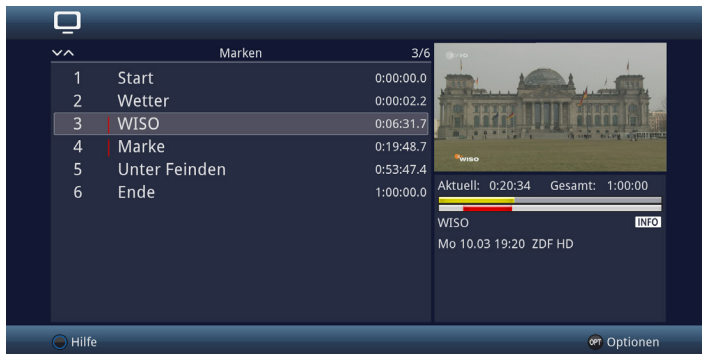 Marken 3/6
1 Start 0:00:00.0
2 Wetter 0:00:02.2
3 WISO 0:06:31.7
4 Marke 0:19:48.7
5 Unter Feinden 0:53:47.4
6 Ende 1:00:00.0
WISO
Aktuell: 0:20:34 Gesamt: 1:00:00
WISO INFO
Mo 10.03 19:20 ZDF HD
Hilfe
OPT Optionen